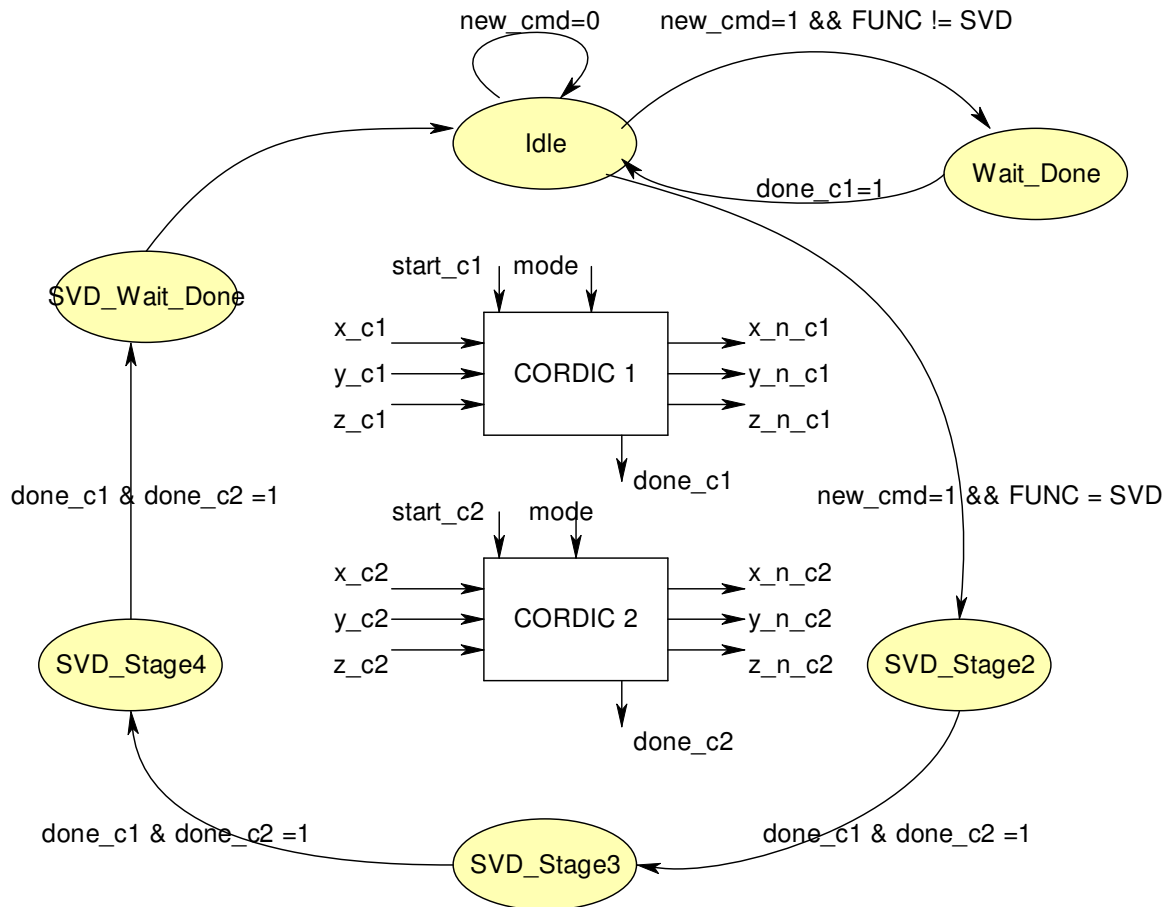 new_cmd=0
new_cmd=1 && FUNC != SVD
Idle
Wait_Done
done_c1=1
SVD_Wait_Done
start_c1
mode
x_c1
y_c1
z_c1
CORDIC 1
x_n_c1
y_n_c1
z_n_c1
done_c1
done_c1 & done_c2 =1
new_cmd=1 && FUNC = SVD
start_c2
mode
x_c2
y_c2
z_c2
CORDIC 2
x_n_c2
y_n_c2
z_n_c2
done_c2
SVD_Stage4
SVD_Stage2
done_c1 & done_c2 =1
done_c1 & done_c2 =1
SVD_Stage3